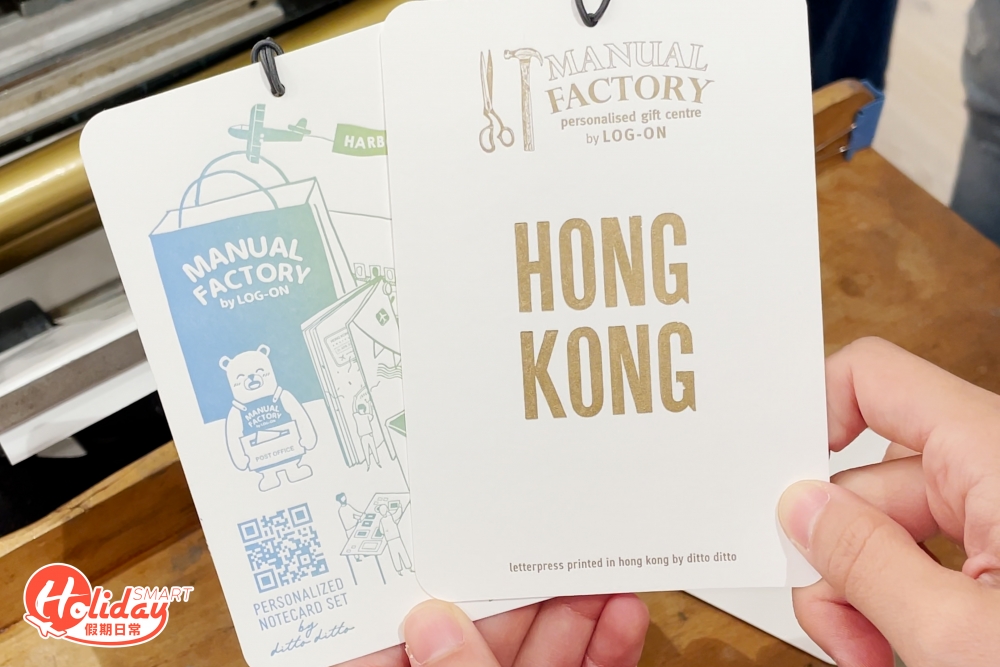 HARB
MANUAL
FACTORY
by LOG-ON
MANUAL
FACTORY
POST OFFICE
PERSONALIZED
NOTECARD SET
by
ditto ditto
MANUAL
FACTORY
personalised gift centre
by LOG-ON
HONG
KONG
letterpress printed in hong kong by ditto ditto
Holiday SMART
假期日常